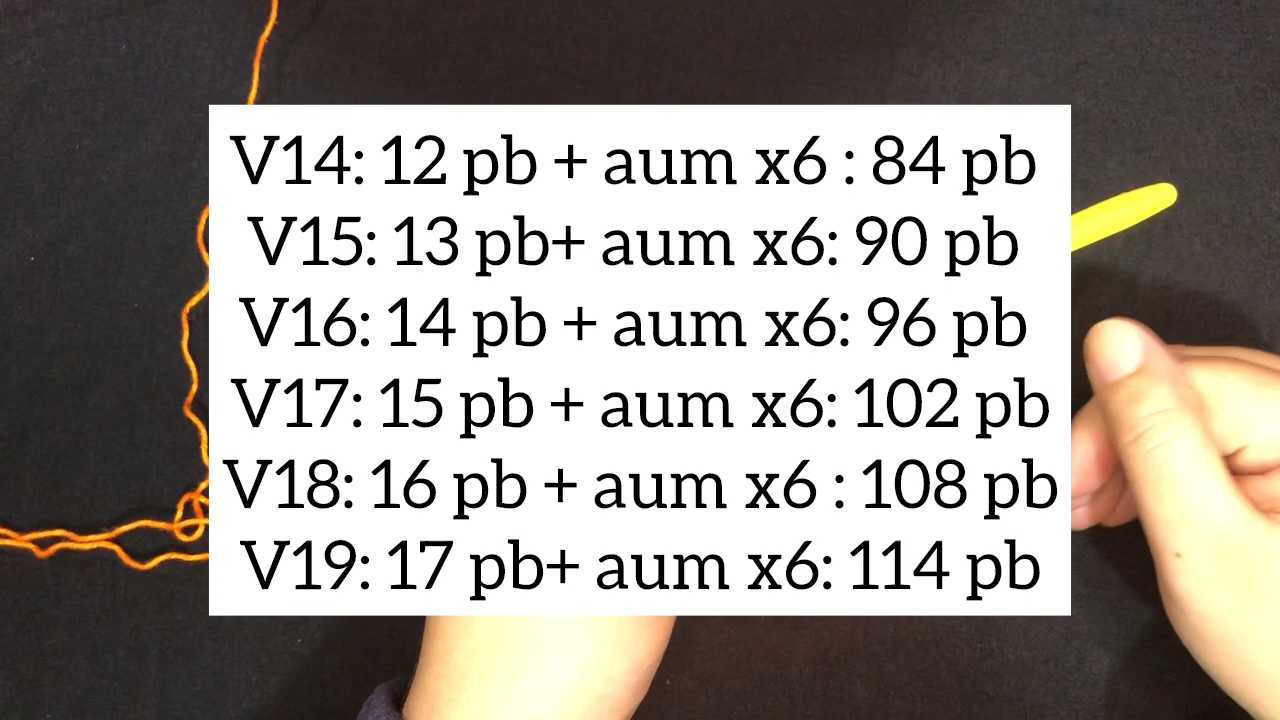 V14: 12 pb + aum x6 : 84 pb
V15: 13 pb+ aum x6: 90 pb
V16: 14 pb + aum x6: 96 pb
V17: 15 pb + aum x6: 102 pb
V18: 16 pb + aum x6 : 108 pb
V19: 17 pb+ aum x6: 114 pb